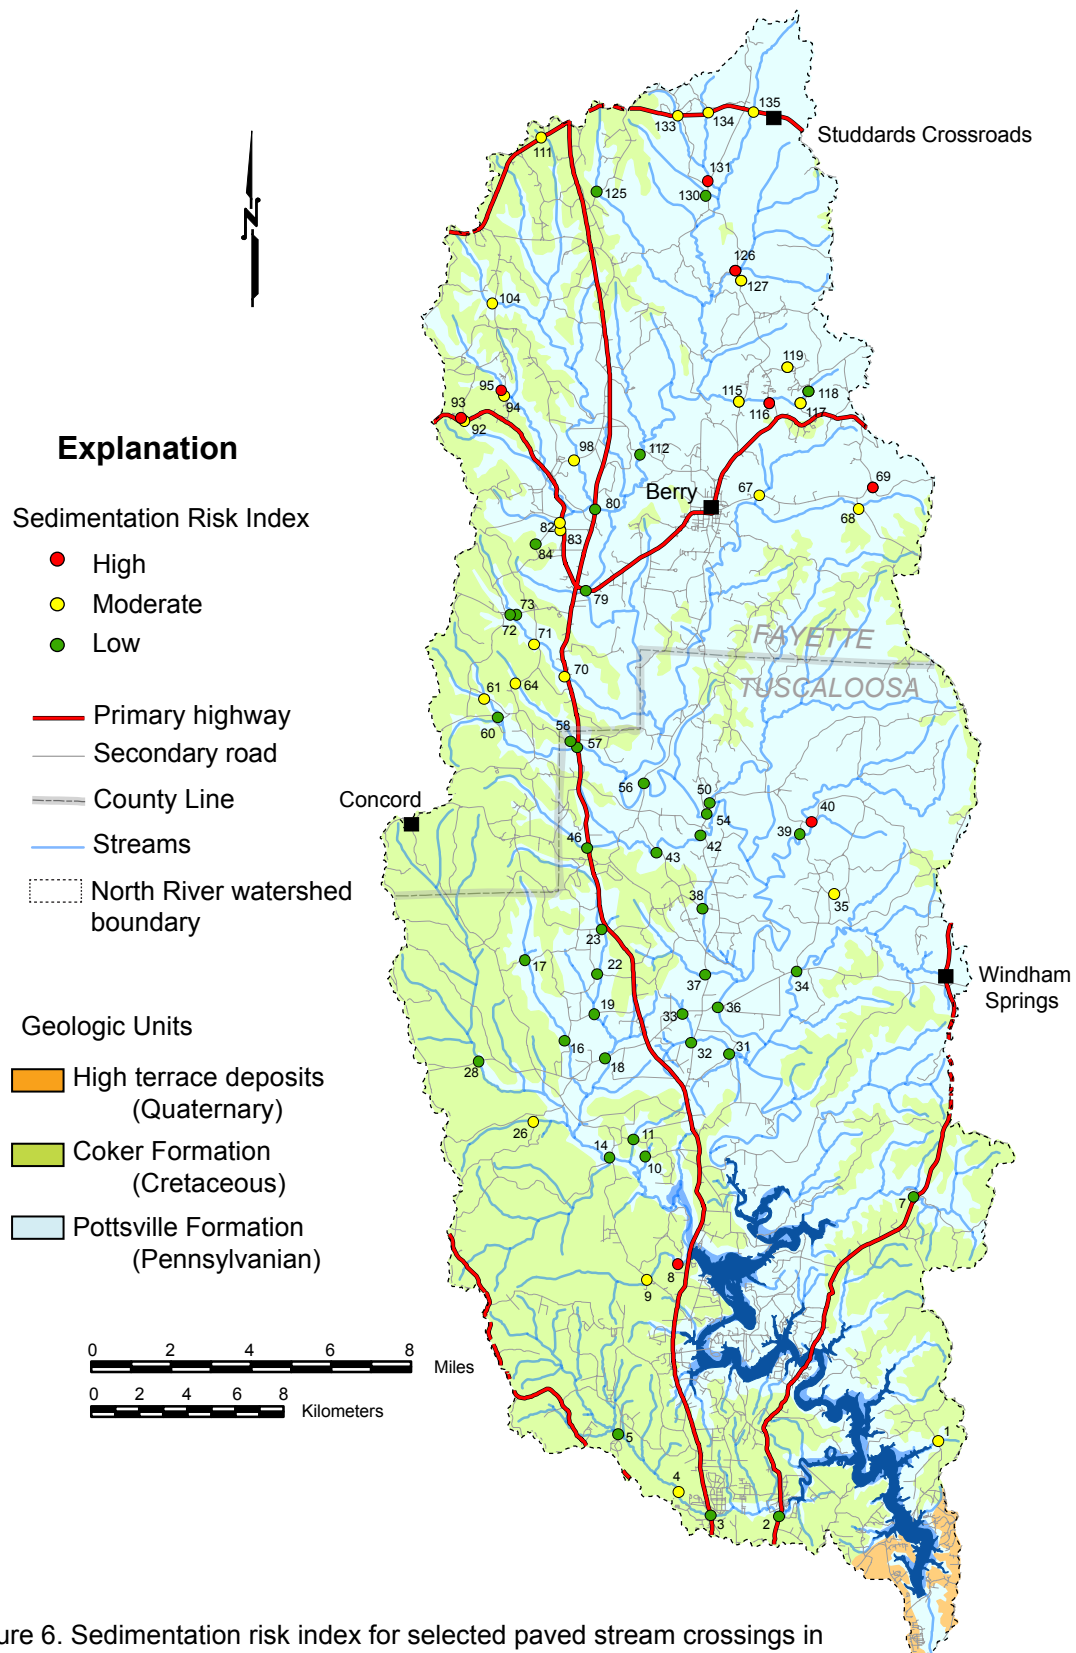 135
133
134
Studdards Crossroads
111
131
125
130
126
127
104
119
95
118
94
115
93
116
117
92
Explanation
98
112
69
Berry
67
Sedimentation Risk Index
80
68
82
83
84
High
79
Moderate
73
72
Low
71
FAYETTE
70
TUSCALOOSA
64
61
Primary highway
60
58
57
Secondary road
56
50
County Line
Concord
54
40
39
Streams
46
42
43
North River watershed
boundary
38
35
23
17
22
37
34
Windham
Springs
19
33
36
Geologic Units
16
32
31
18
28
High terrace deposits
(Quaternary)
26
11
Coker Formation
14
10
(Cretaceous)
7
Pottsville Formation
(Pennsylvanian)
8
9
0 2 4 6 8
Miles
0 2 4 6 8
Kilometers
5
1
4
3
2
N
ure 6. Sedimentation risk index for selected paved stream crossings in